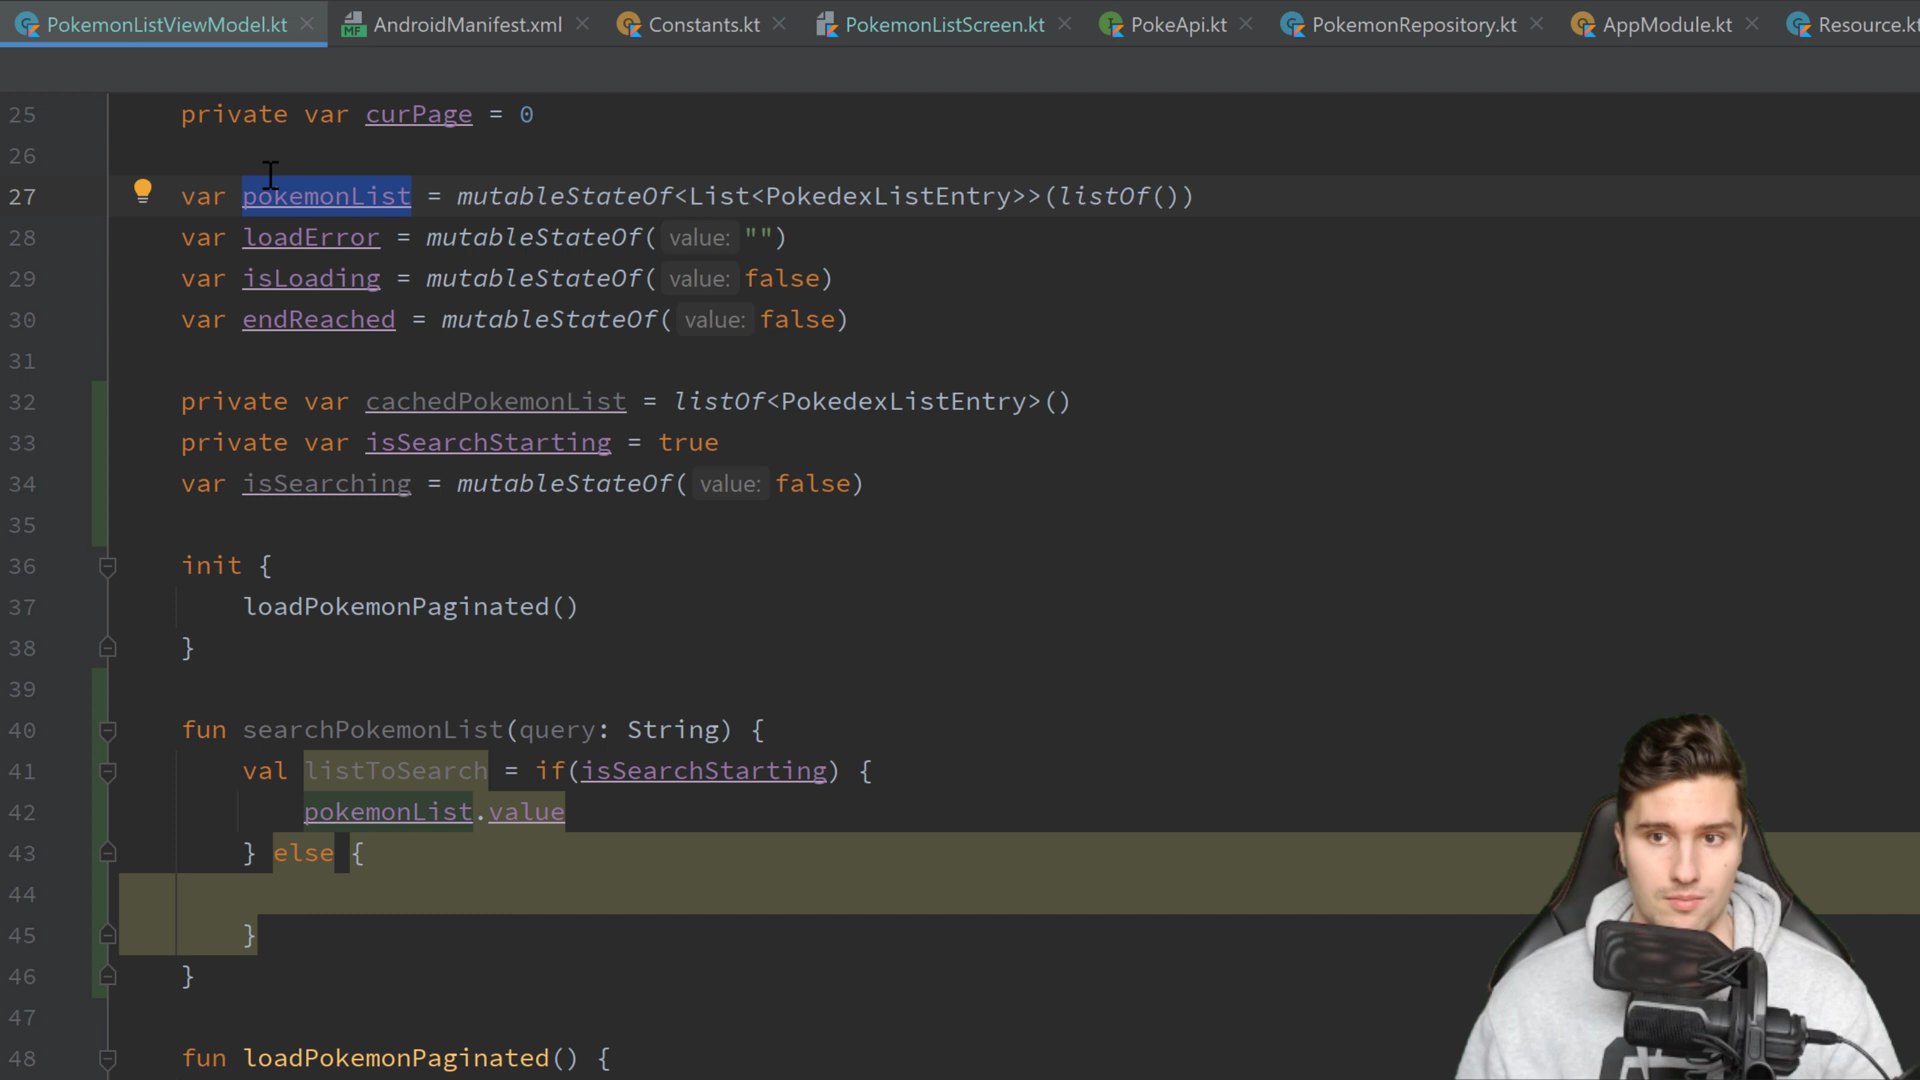 PokemonListViewModel.kt
AndroidManifest.xml
Constants.kt
PokemonListScreen.kt
PokeApi.kt
PokemonRepository.kt
AppModule.kt
Resource.kt
25 private var curPage = 0
26
27 var pokemonList = mutableStateOf<List<PokedexListEntry>>(listOf())
28 var loadError = mutableStateOf( value: "")
29 var isLoading = mutableStateOf( value: false)
30 var endReached = mutableStateOf( value: false)
31
32 private var cachedPokemonList = listOf<PokedexListEntry>()
33 private var isSearchStarting = true
34 var isSearching = mutableStateOf( value: false)
35
36 init {
37 loadPokemonPaginated()
38 }
39
40 fun searchPokemonList(query: String) {
41 val listToSearch = if(isSearchStarting) {
42 pokemonList.value
43 } else {
44
45 }
46 }
47
48 fun loadPokemonPaginated() {